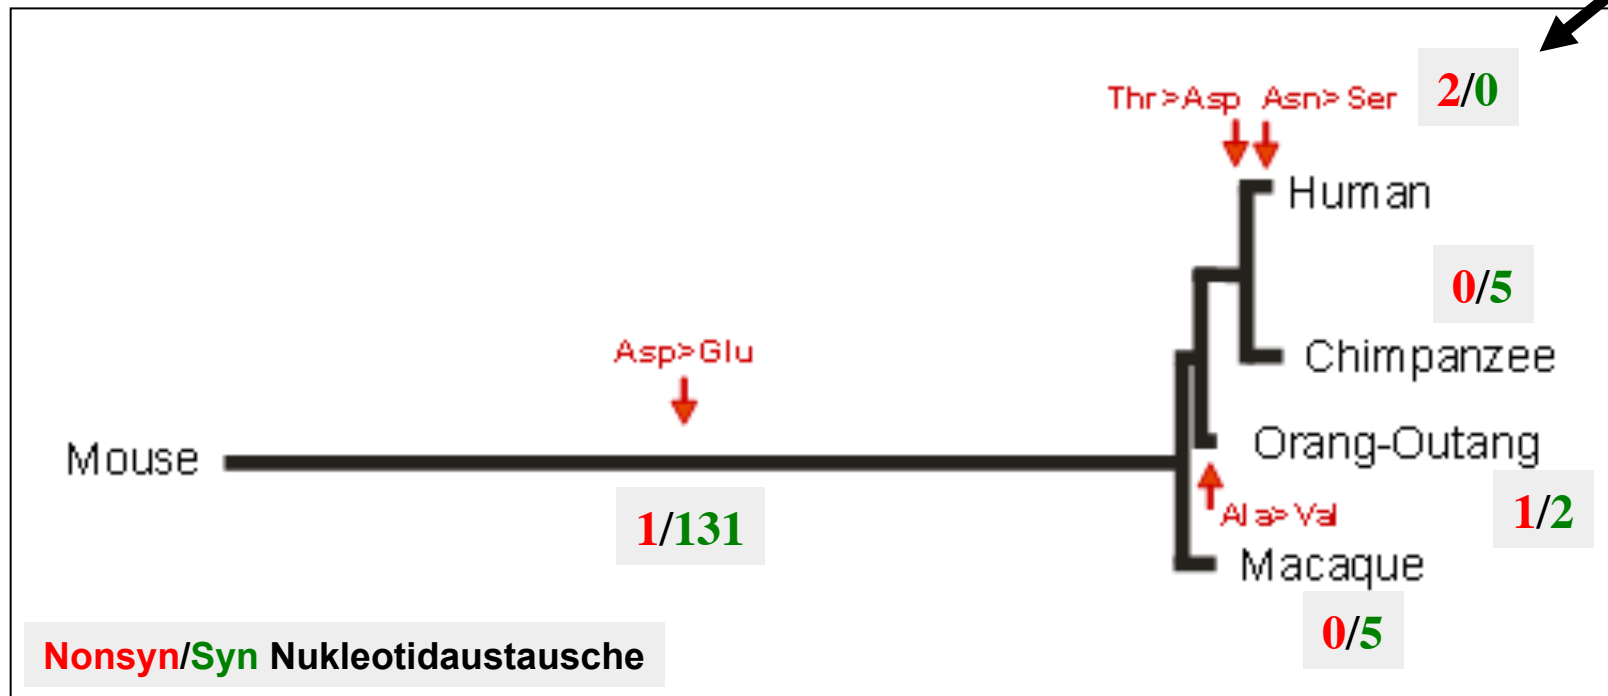 2/0
Thr>Asp Asn>Ser
Human
0/5
Asp>Glu
Chimpanzee
Mouse
Orang-Outang
1/131
Ala>Val
1/2
Macaque
0/5
Nonsyn/Syn Nukleotidaustausche